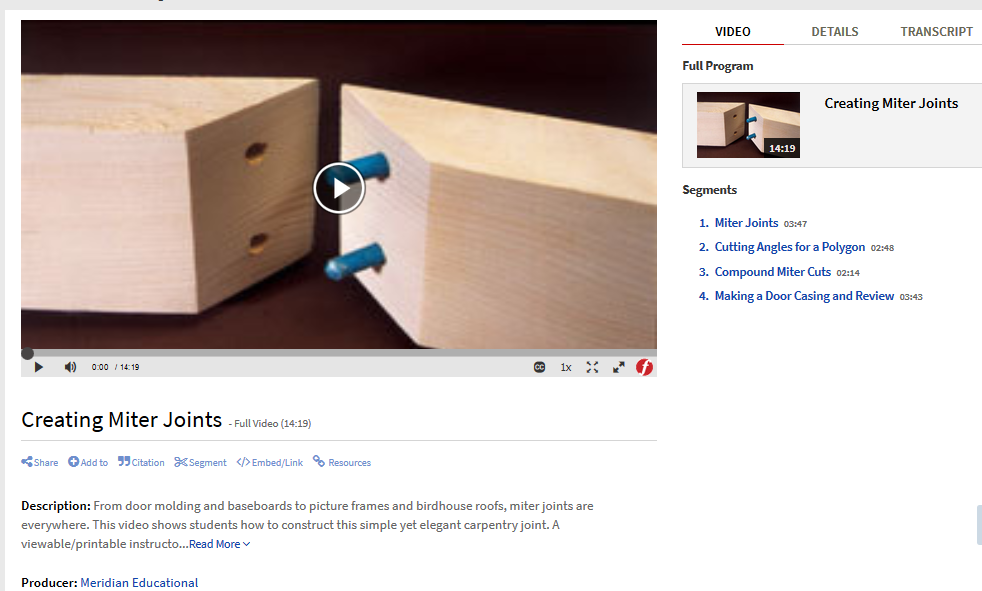 VIDEO DETAILS TRANSCRIPT
Full Program
Creating Miter Joints
14:19
Segments
1. Miter Joints 03:47
2. Cutting Angles for a Polygon 02:48
3. Compound Miter Cuts 02:14
4. Making a Door Casing and Review 03:43
0:00 / 14:19
CC 1x f
Creating Miter Joints - Full Video (14:19)
Share Add to Citation Segment Embed/Link Resources
Description: From door molding and baseboards to picture frames and birdhouse roofs, miter joints are
everywhere. This video shows students how to construct this simple yet elegant carpentry joint. A
viewable/printable instructo...Read More
Producer: Meridian Educational